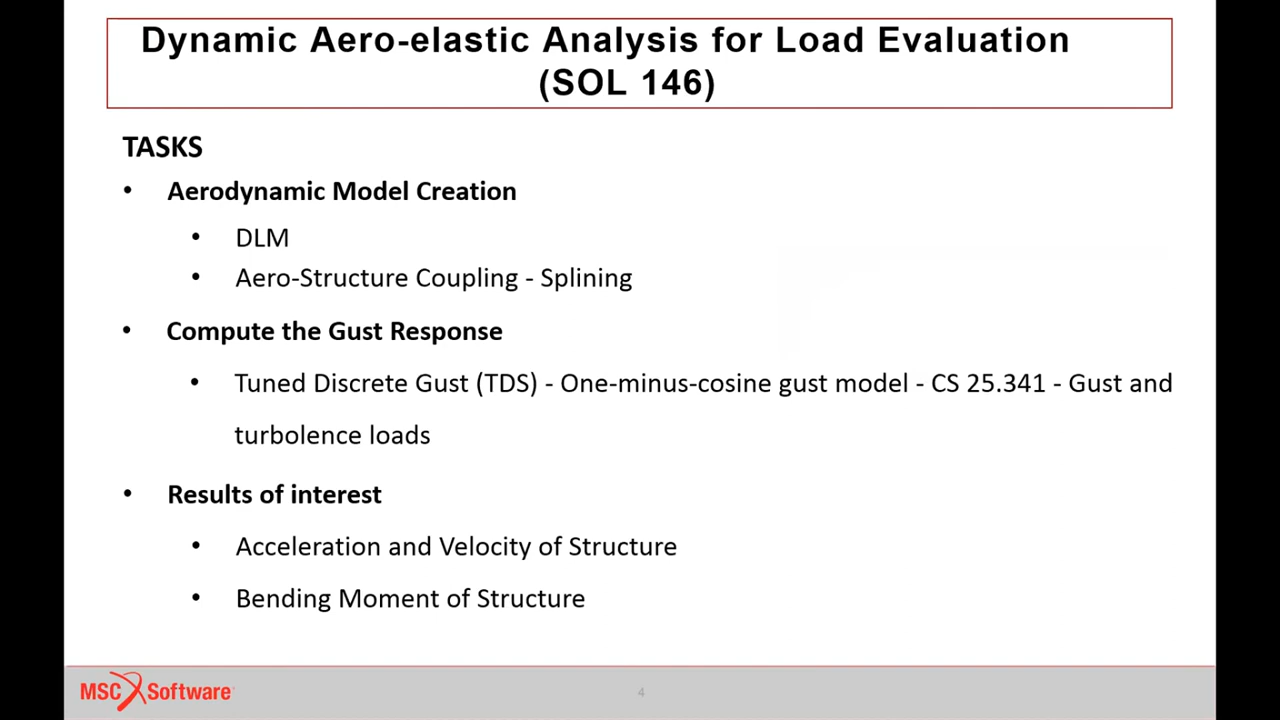 Dynamic Aero-elastic Analysis for Load Evaluation
(SOL 146)
TASKS
• Aerodynamic Model Creation
• DLM
• Aero-Structure Coupling - Splining
• Compute the Gust Response
• Tuned Discrete Gust (TDS) - One-minus-cosine gust model - CS 25.341 - Gust and
turbolence loads
• Results of interest
• Acceleration and Velocity of Structure
• Bending Moment of Structure
MSC Software
4